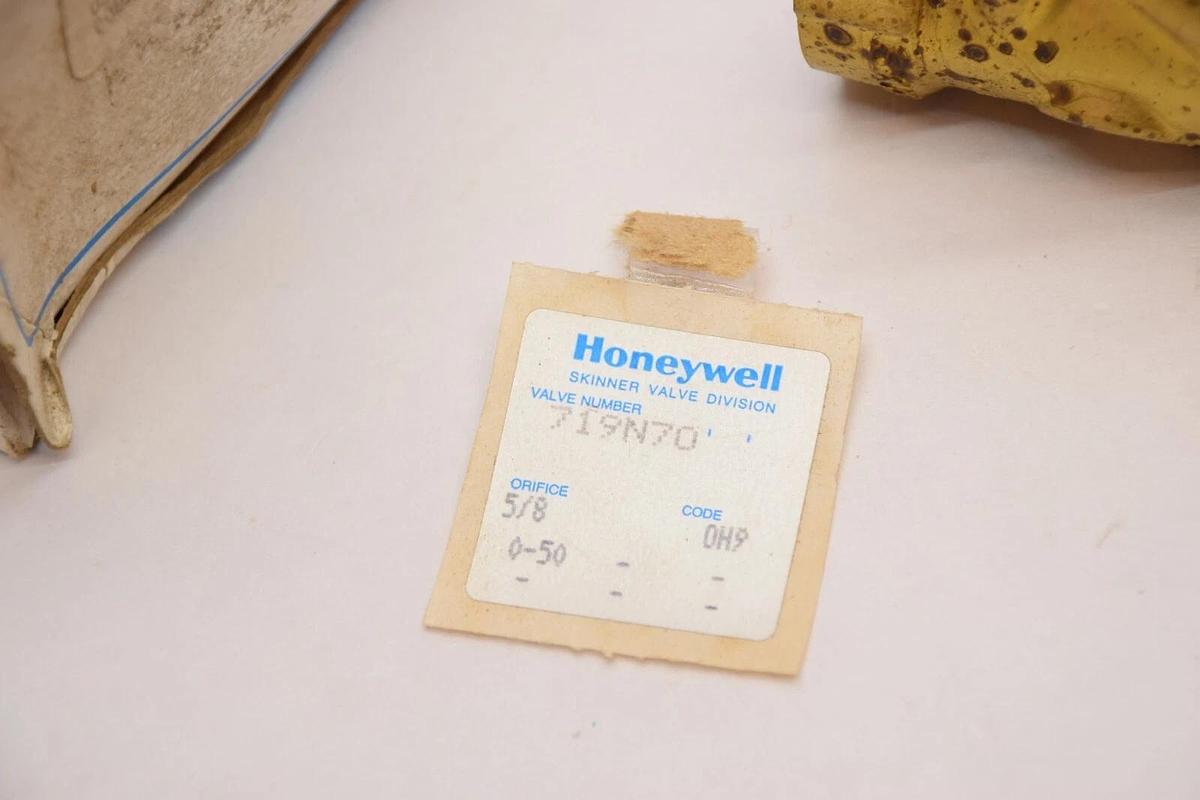 Honeywell
SKINNER VALVE DIVISION
VALVE NUMBER
719N70 ' '
ORIFICE CODE
5/8 0H9
0-50 - -
- - -